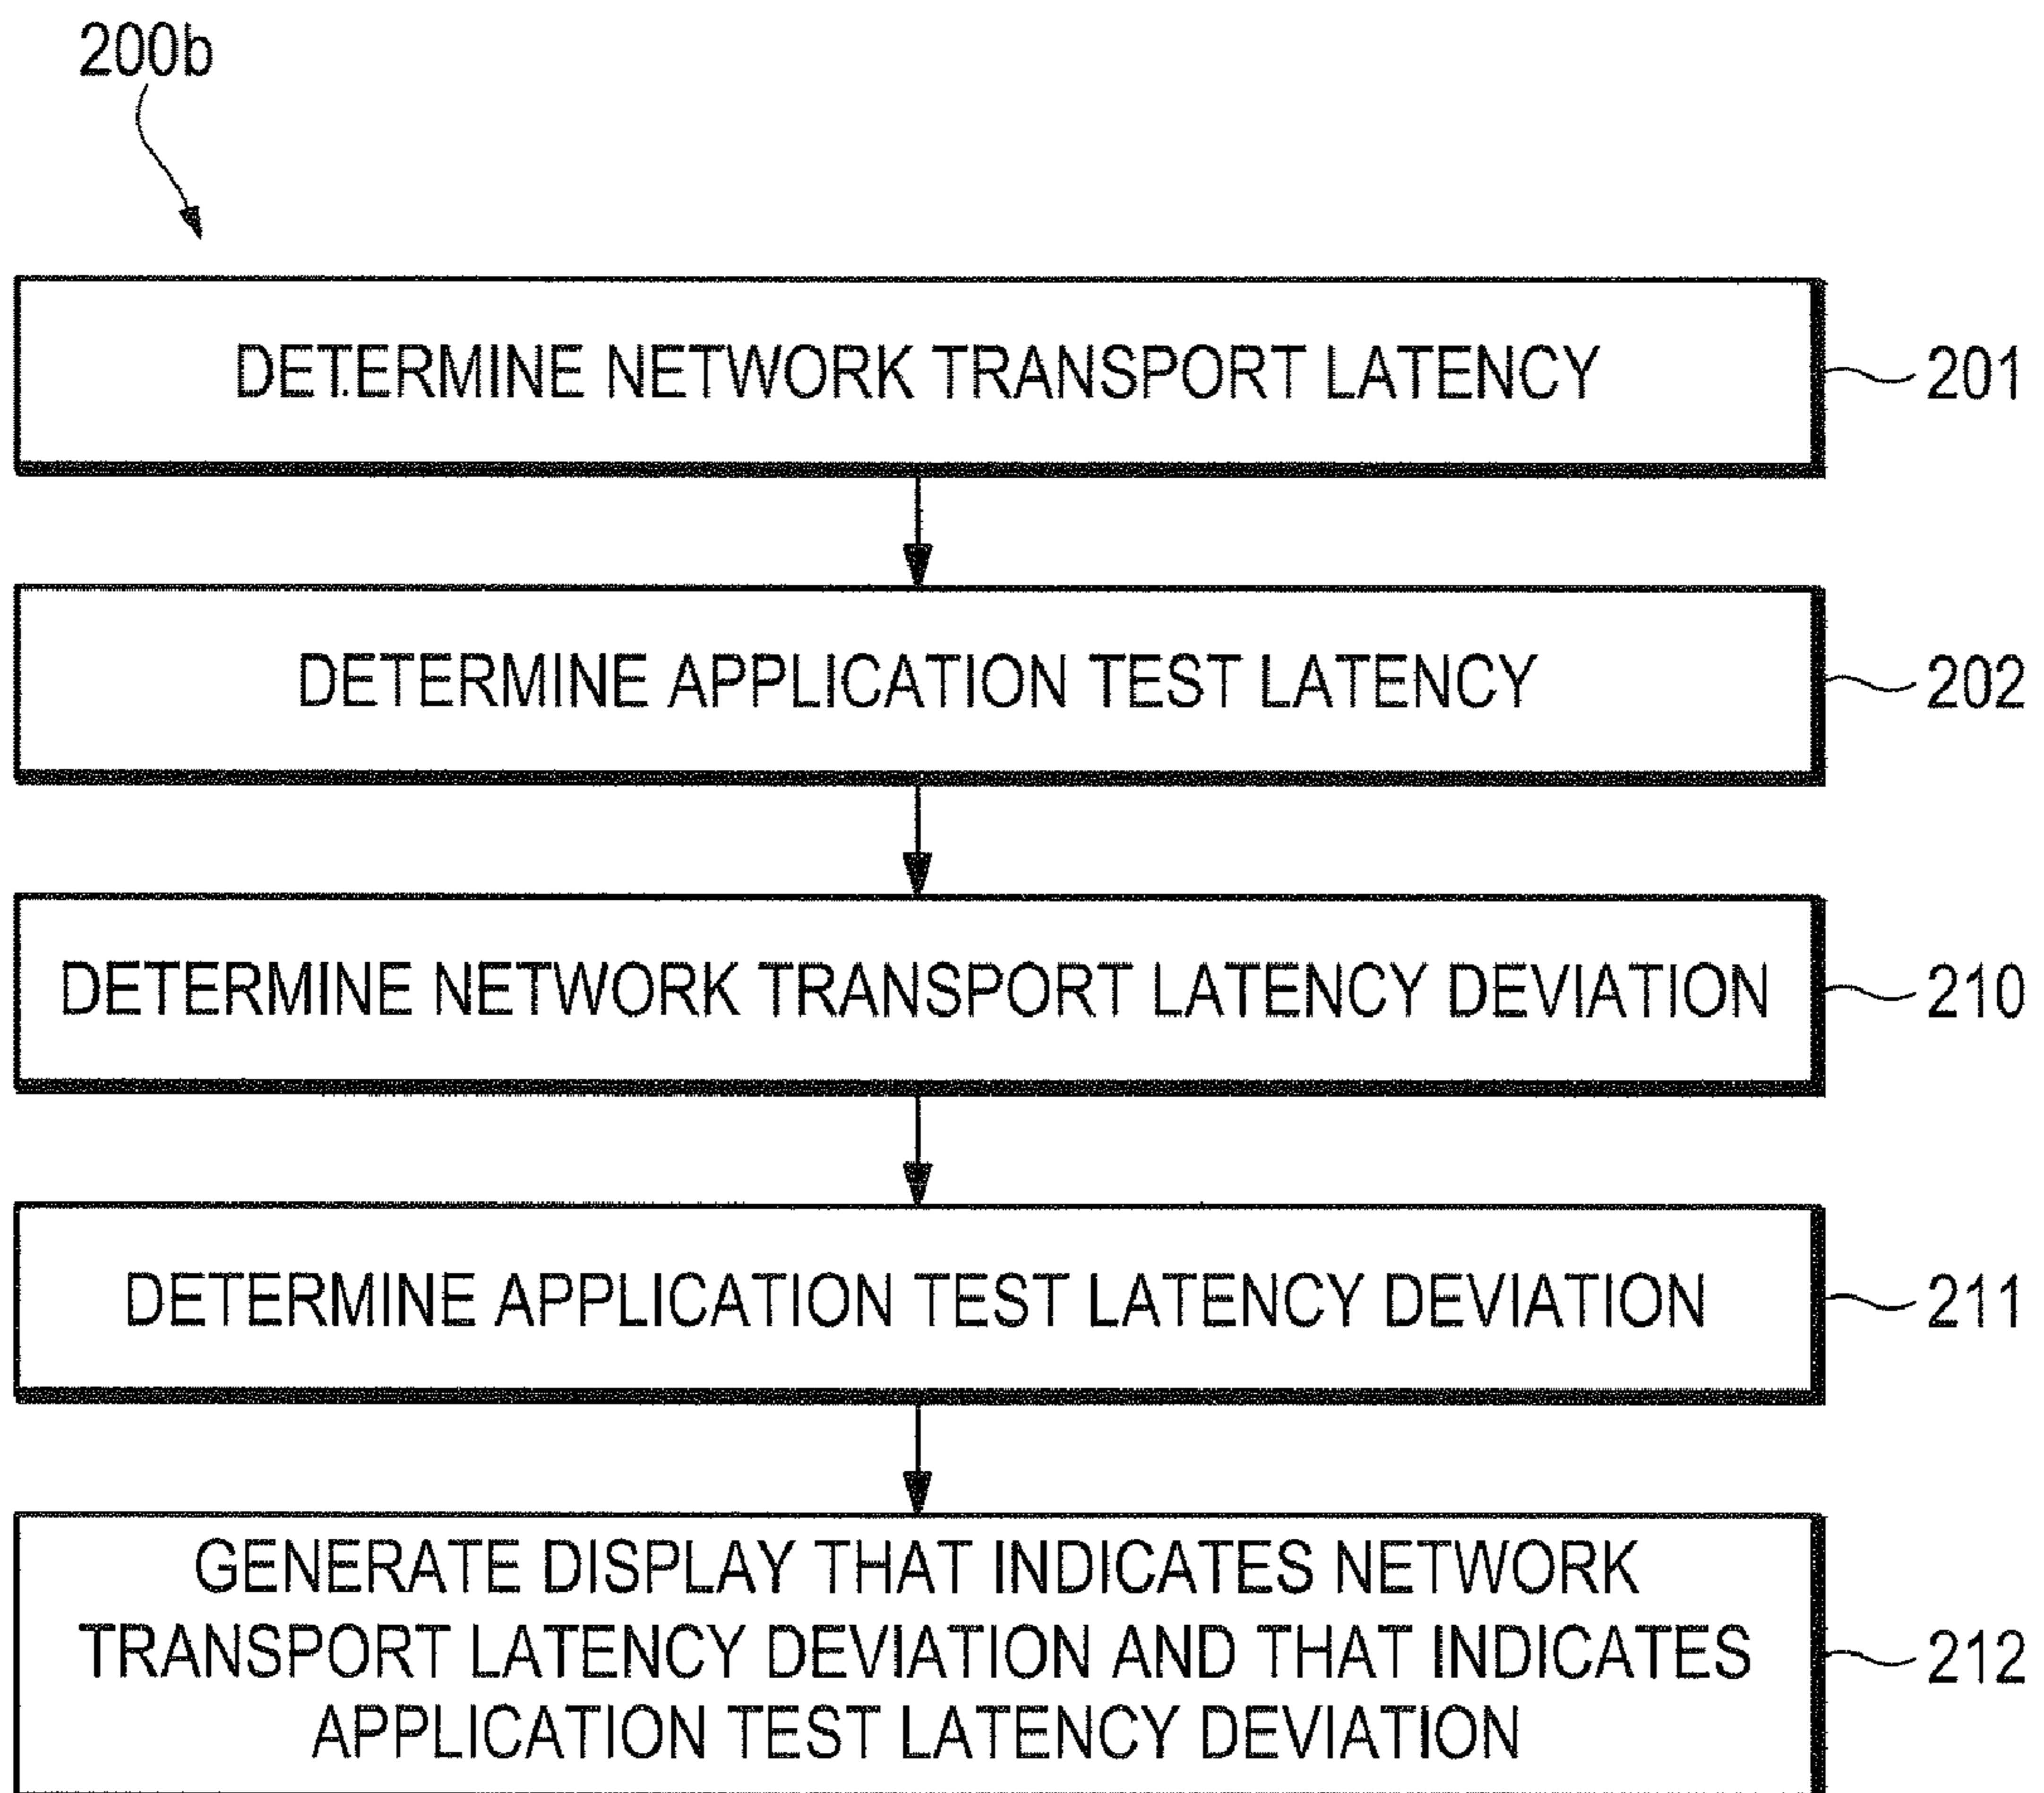 200b
DETERMINE NETWORK TRANSPORT LATENCY
201
DETERMINE APPLICATION TEST LATENCY
202
DETERMINE NETWORK TRANSPORT LATENCY DEVIATION
210
DETERMINE APPLICATION TEST LATENCY DEVIATION
211
GENERATE DISPLAY THAT INDICATES NETWORK
TRANSPORT LATENCY DEVIATION AND THAT INDICATES
APPLICATION TEST LATENCY DEVIATION
212